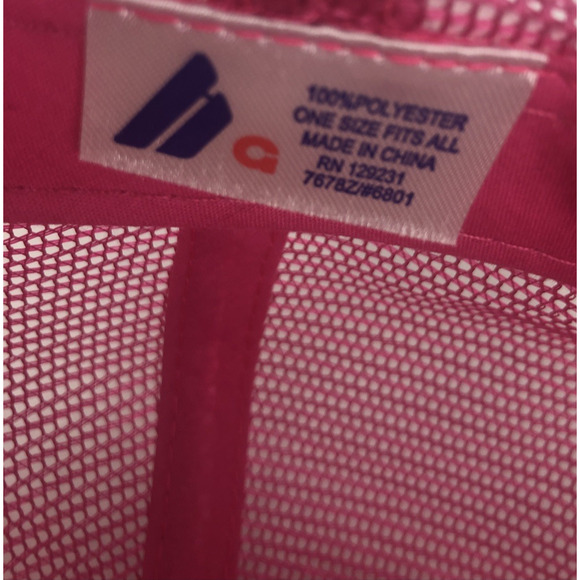 100%POLYESTER
ONE SIZE FITS ALL
MADE IN CHINA
RN 129231
7678Z/#6801